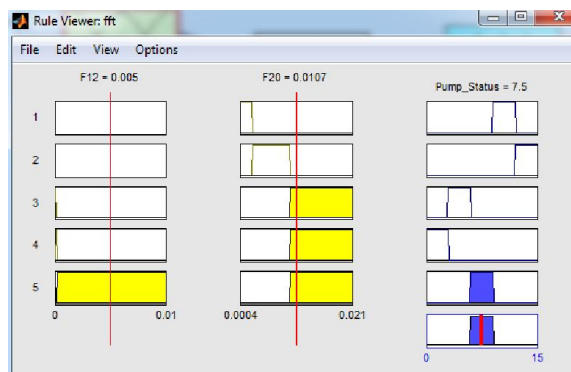 Rule Viewer: fft
File Edit View Options
F12 = 0.005 F20 = 0.0107 Pump_Status = 7.5
1
2
3
4
5
0 0.01 0.0004 0.021
0 15